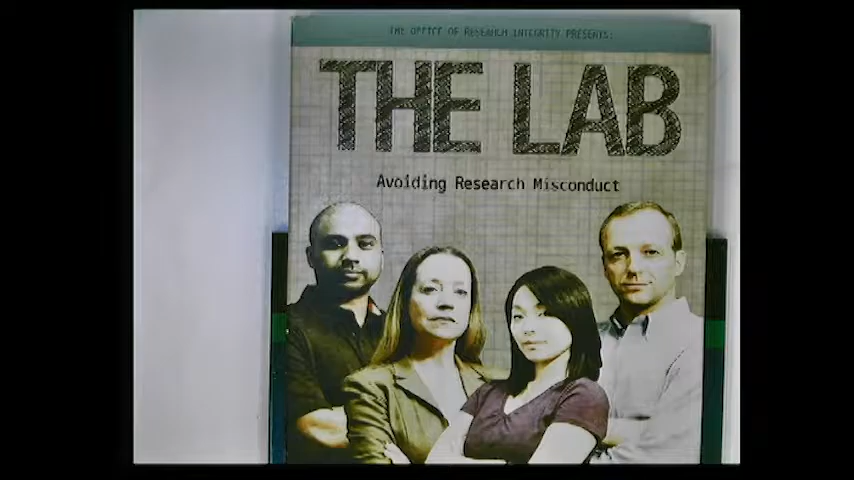 THE OFFICE OF RESEARCH INTEGRITY PRESENTS:
THE LAB
Avoiding Research Misconduct